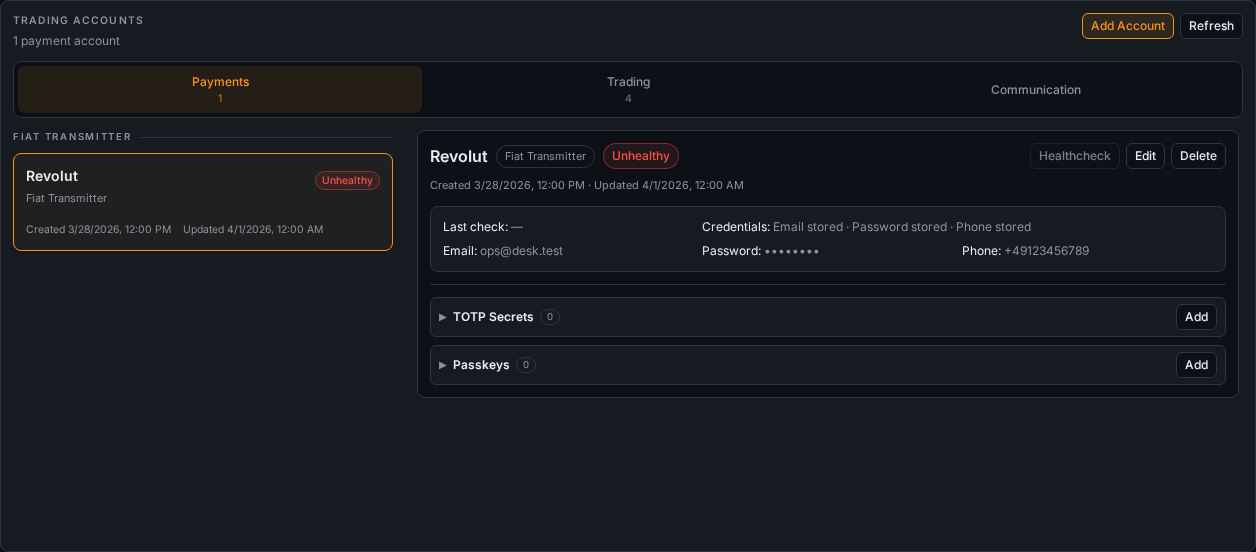 TRADING ACCOUNTS
1 payment account
Add Account
Refresh
Payments
1
Trading
4
Communication
FIAT TRANSMITTER
Revolut
Unhealthy
Fiat Transmitter
Created 3/28/2026, 12:00 PM Updated 4/1/2026, 12:00 AM
Revolut Fiat Transmitter Unhealthy
Healthcheck Edit Delete
Created 3/28/2026, 12:00 PM · Updated 4/1/2026, 12:00 AM
Last check: — Credentials: Email stored · Password stored · Phone stored
Email: ops@desk.test Password: •••••••• Phone: +49123456789
▶ TOTP Secrets 0 Add
▶ Passkeys 0 Add